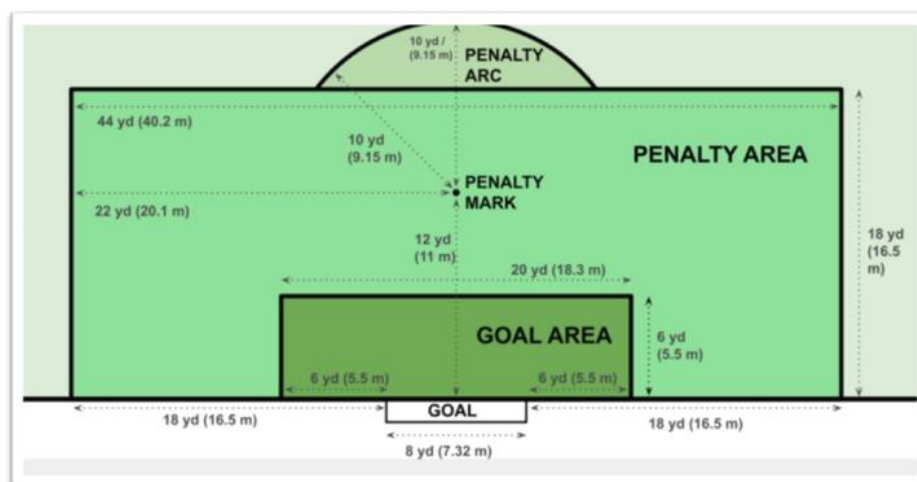 10 yd /
(9.15 m)
PENALTY
ARC
44 yd (40.2 m)
10 yd
(9.15 m)
PENALTY AREA
PENALTY
MARK
22 yd (20.1 m)
12 yd
(11 m)
18 yd
(16.5
m)
20 yd (18.3 m)
GOAL AREA
6 yd
(5.5 m)
6 yd (5.5 m)
6 yd (5.5 m)
GOAL
18 yd (16.5 m)
18 yd (16.5 m)
8 yd (7.32 m)